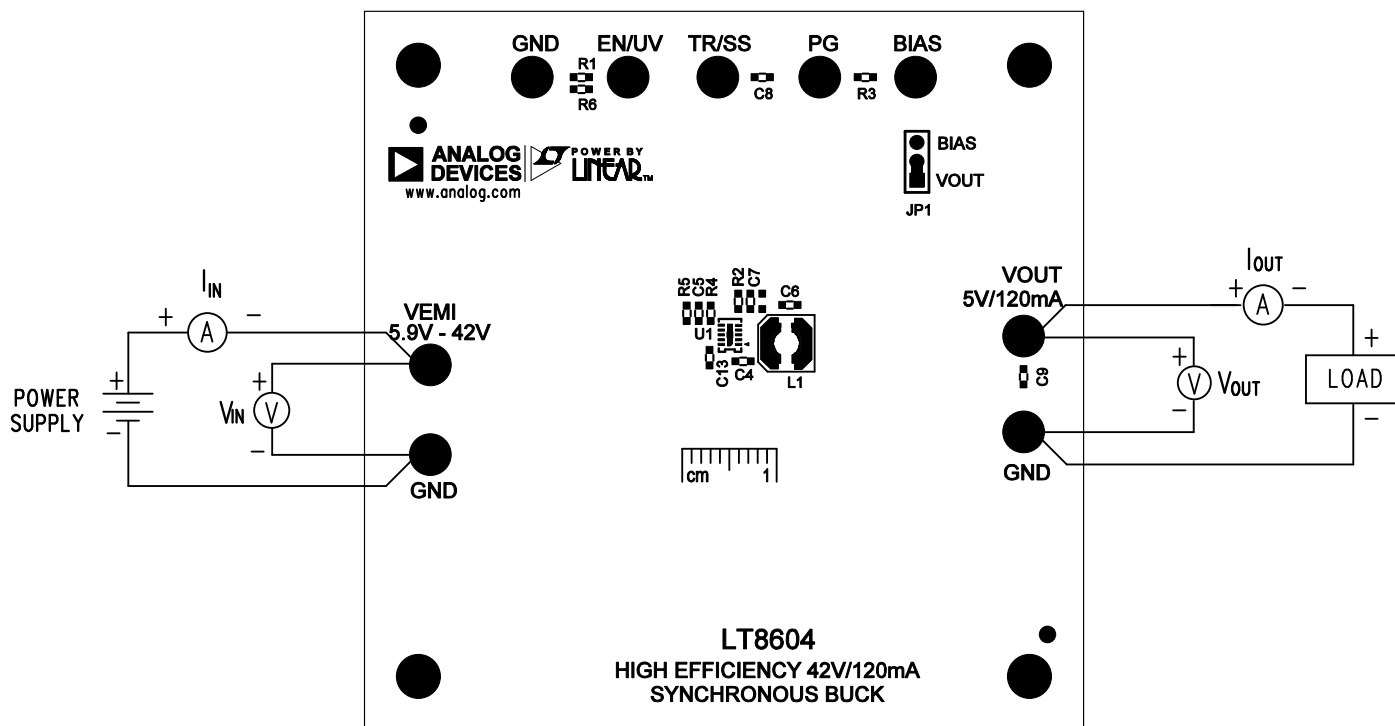 GND EN/UV TR/SS PG BIAS
R1
R6
C8
R3
ANALOG
DEVICES
www.analog.com
POWER BY
LINEAR™
BIAS
VOUT
JP1
IIN
+ A -
VEMI
5.9V - 42V
POWER
SUPPLY
+
-
VIN
+
V
-
GND
R5 C5 R4
R2 C7
C6
U1
C13
C4
L1
cm 1
VOUT
5V/120mA
C9
GND
IOUT
+ A -
+
V
-
VOUT
+
LOAD
-
LT8604
HIGH EFFICIENCY 42V/120mA
SYNCHRONOUS BUCK